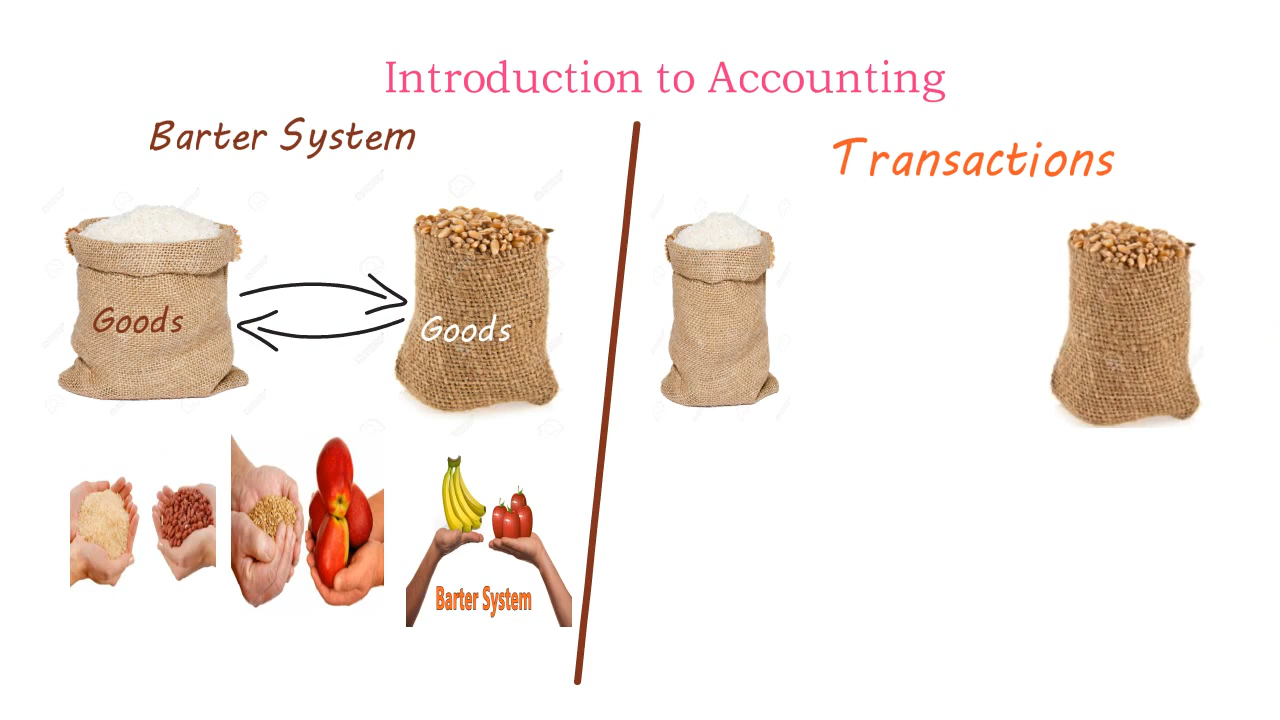 Introduction to Accounting
Barter System
Goods
Goods
Barter System
Transactions